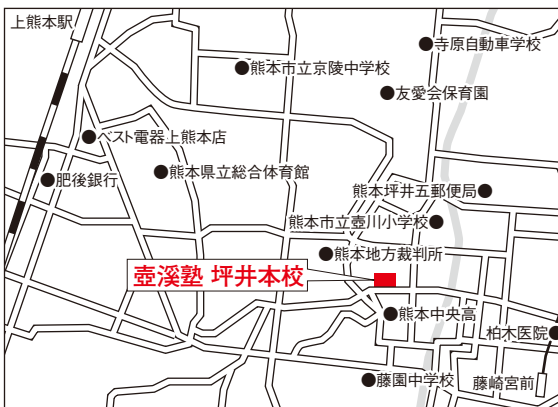 上熊本駅
寺原自動車学校
熊本市立京陵中学校
友愛会保育園
ベスト電器上熊本店
肥後銀行
熊本県立総合体育館
熊本坪井五郵便局
熊本市立壺川小学校
熊本地方裁判所
壺溪塾 坪井本校
熊本中央高
柏木医院
藤園中学校
藤崎宮前